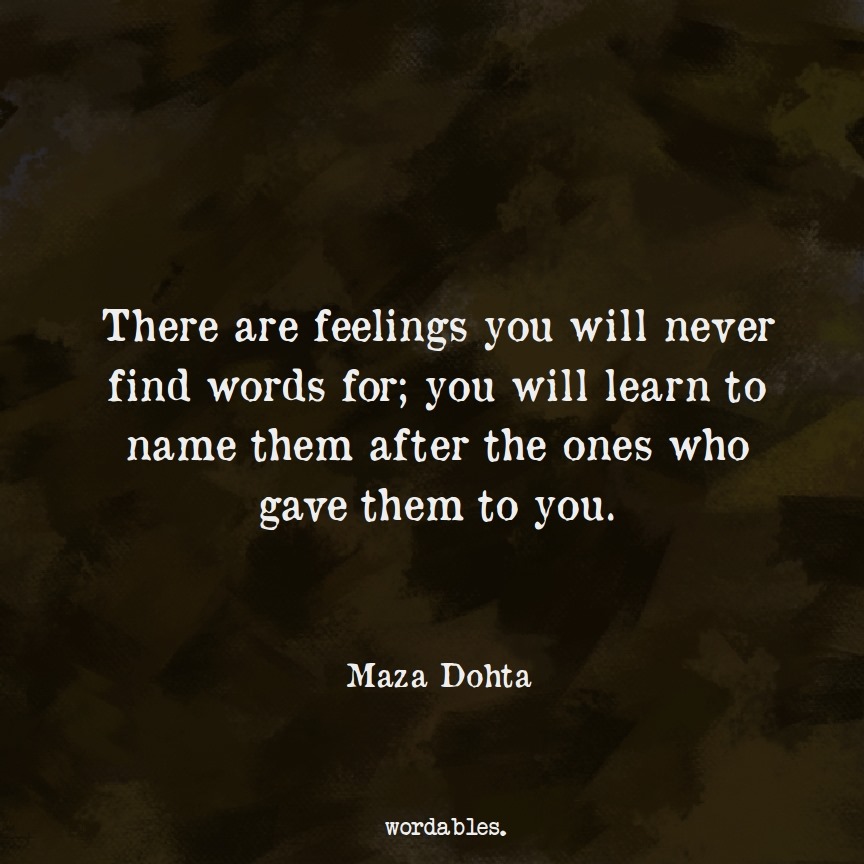 There are feelings you will never
find words for; you will learn to
name them after the ones who
gave them to you.
Maza Dohta
wordables.